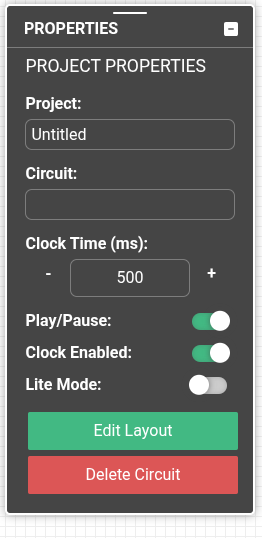 PROPERTIES
PROJECT PROPERTIES
Project:
Untitled
Circuit:
Clock Time (ms):
- 500 +
Play/Pause:
Clock Enabled:
Lite Mode:
Edit Layout
Delete Circuit